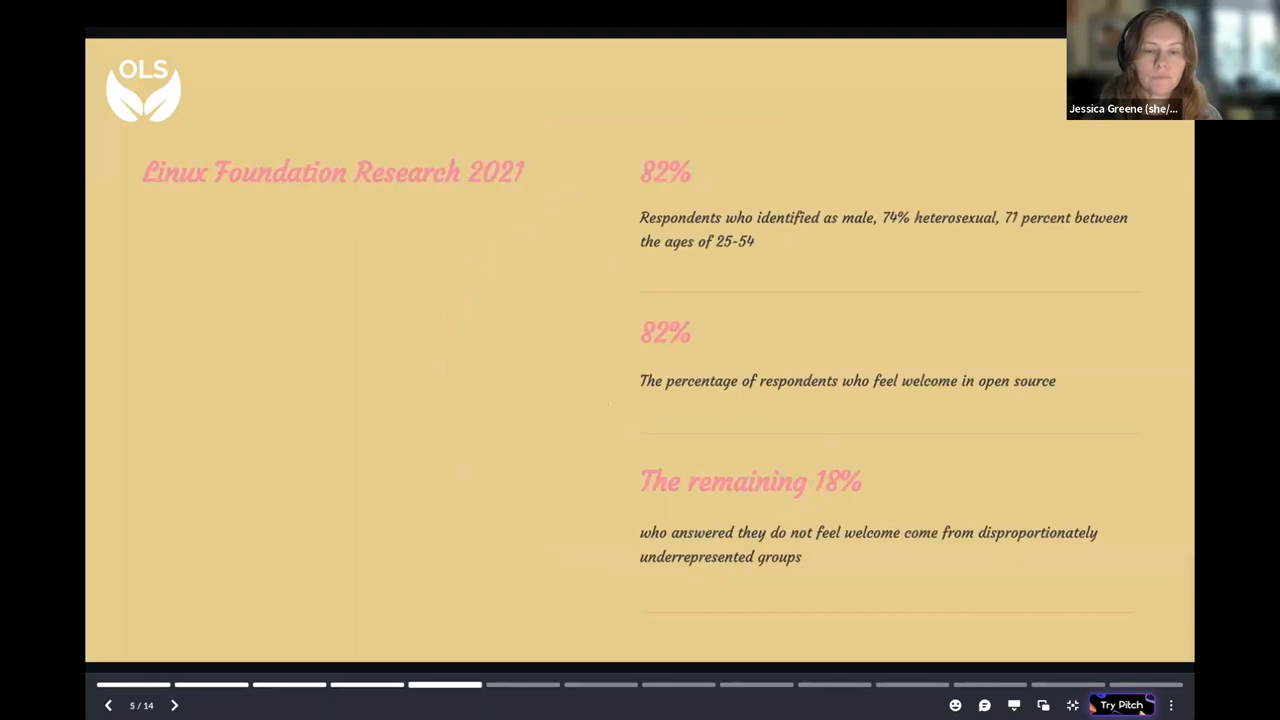 OLS
Jessica Greene (she/...
Linux Foundation Research 2021
82%
Respondents who identified as male, 74% heterosexual, 71 percent between
the ages of 25-54
82%
The percentage of respondents who feel welcome in open source
The remaining 18%
who answered they do not feel welcome come from disproportionately
underrepresented groups
5 / 14
Try Pitch